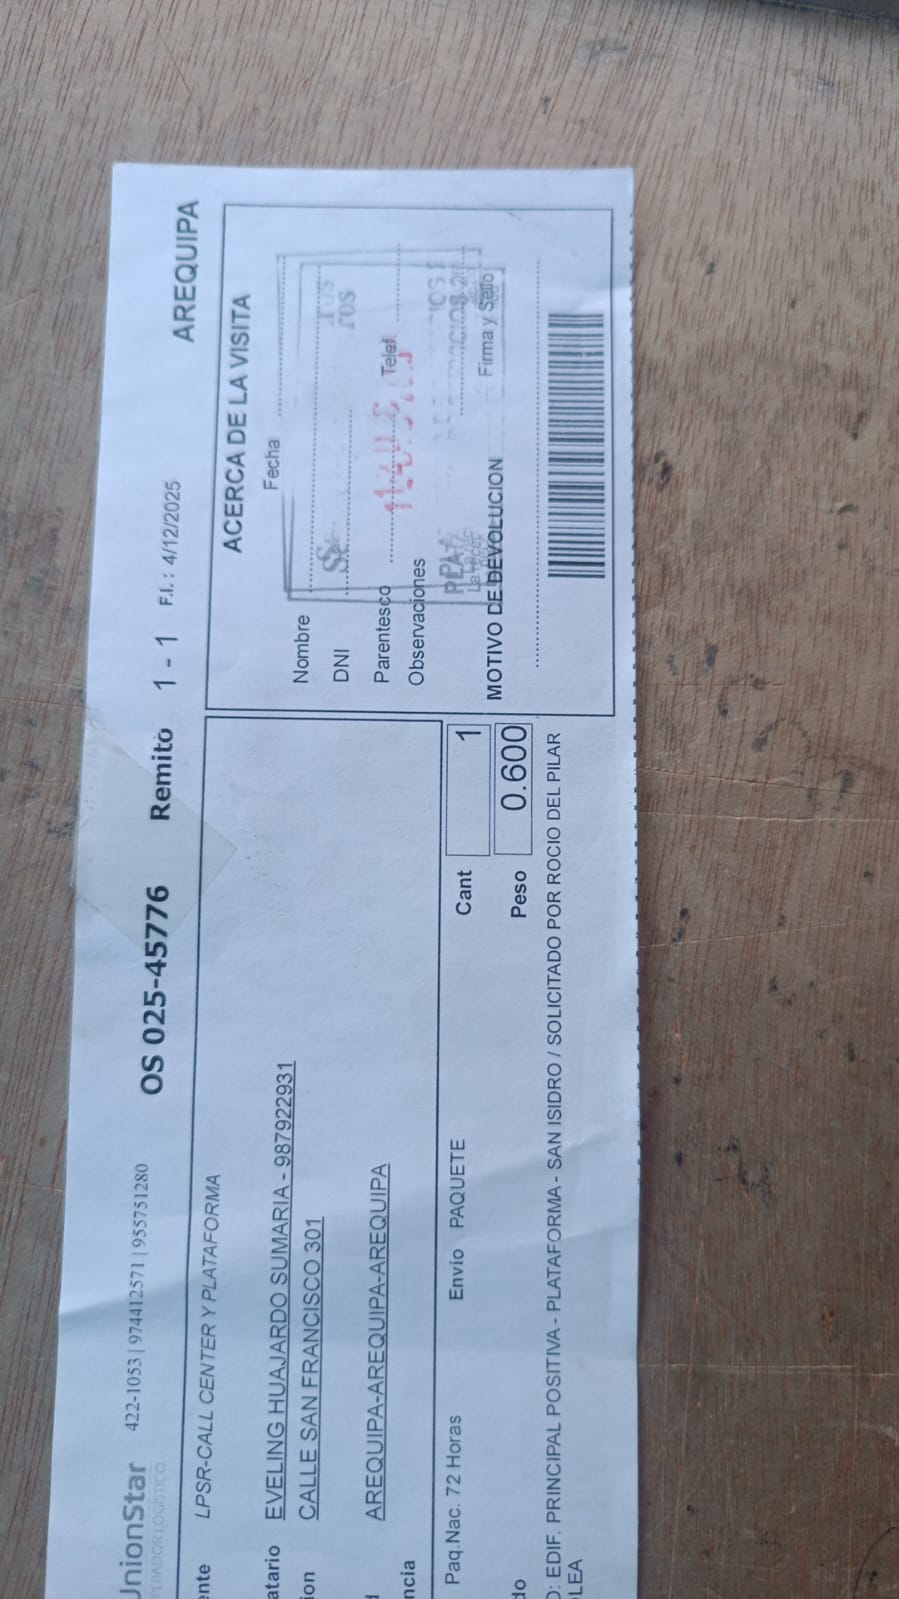 UnionStar
OPERADOR LOGÍSTICO
422-1053 | 974412571 | 955751280
OS 025-45776 Remito 1 - 1 F.I.: 4/12/2025 AREQUIPA
ente LPSR-CALL CENTER Y PLATAFORMA
atario EVELING HUAJARDO SUMARIA - 987922931
ion CALLE SAN FRANCISCO 301
d AREQUIPA-AREQUIPA-AREQUIPA
ncia
Paq.Nac. 72 Horas Envío PAQUETE Cant 1
do Peso 0.600
O: EDIF. PRINCIPAL POSITIVA - PLATAFORMA - SAN ISIDRO / SOLICITADO POR ROCIO DEL PILAR
LEA
ACERCA DE LA VISITA
Fecha
Nombre
DNI
Parentesco Telef.
Observaciones
MOTIVO DE DEVOLUCION Firma y Sello